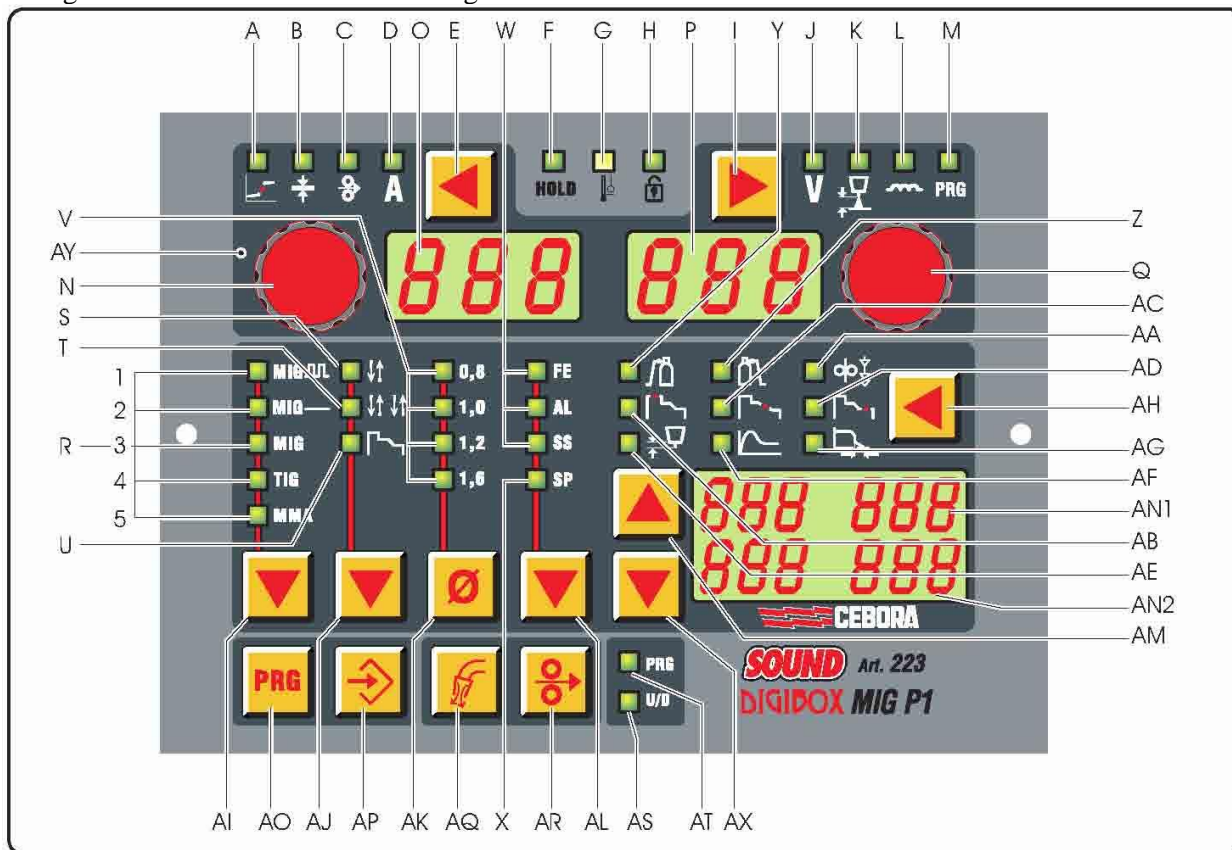 A B C D O E W F G H P I Y J K L M
HOLD
A
V
PRG
888 888
V
AY
N
S
T
1
2
R 3
4
5
U
Z
Q
AC
AA
AD
AH
AG
AF
AN1
AB
AE
AN2
AM
MIG 0,8 FE
MIG 1,0 AL
MIG 1,2 SS
TIG 1,6 SP
MMA
888 888
888 888
CEBORA
Ø
PRG
PRG
U/D
SOUND Art. 223
DIGIBOX MIG P1
AI AO AJ AP AK AQ X AR AL AS AT AX